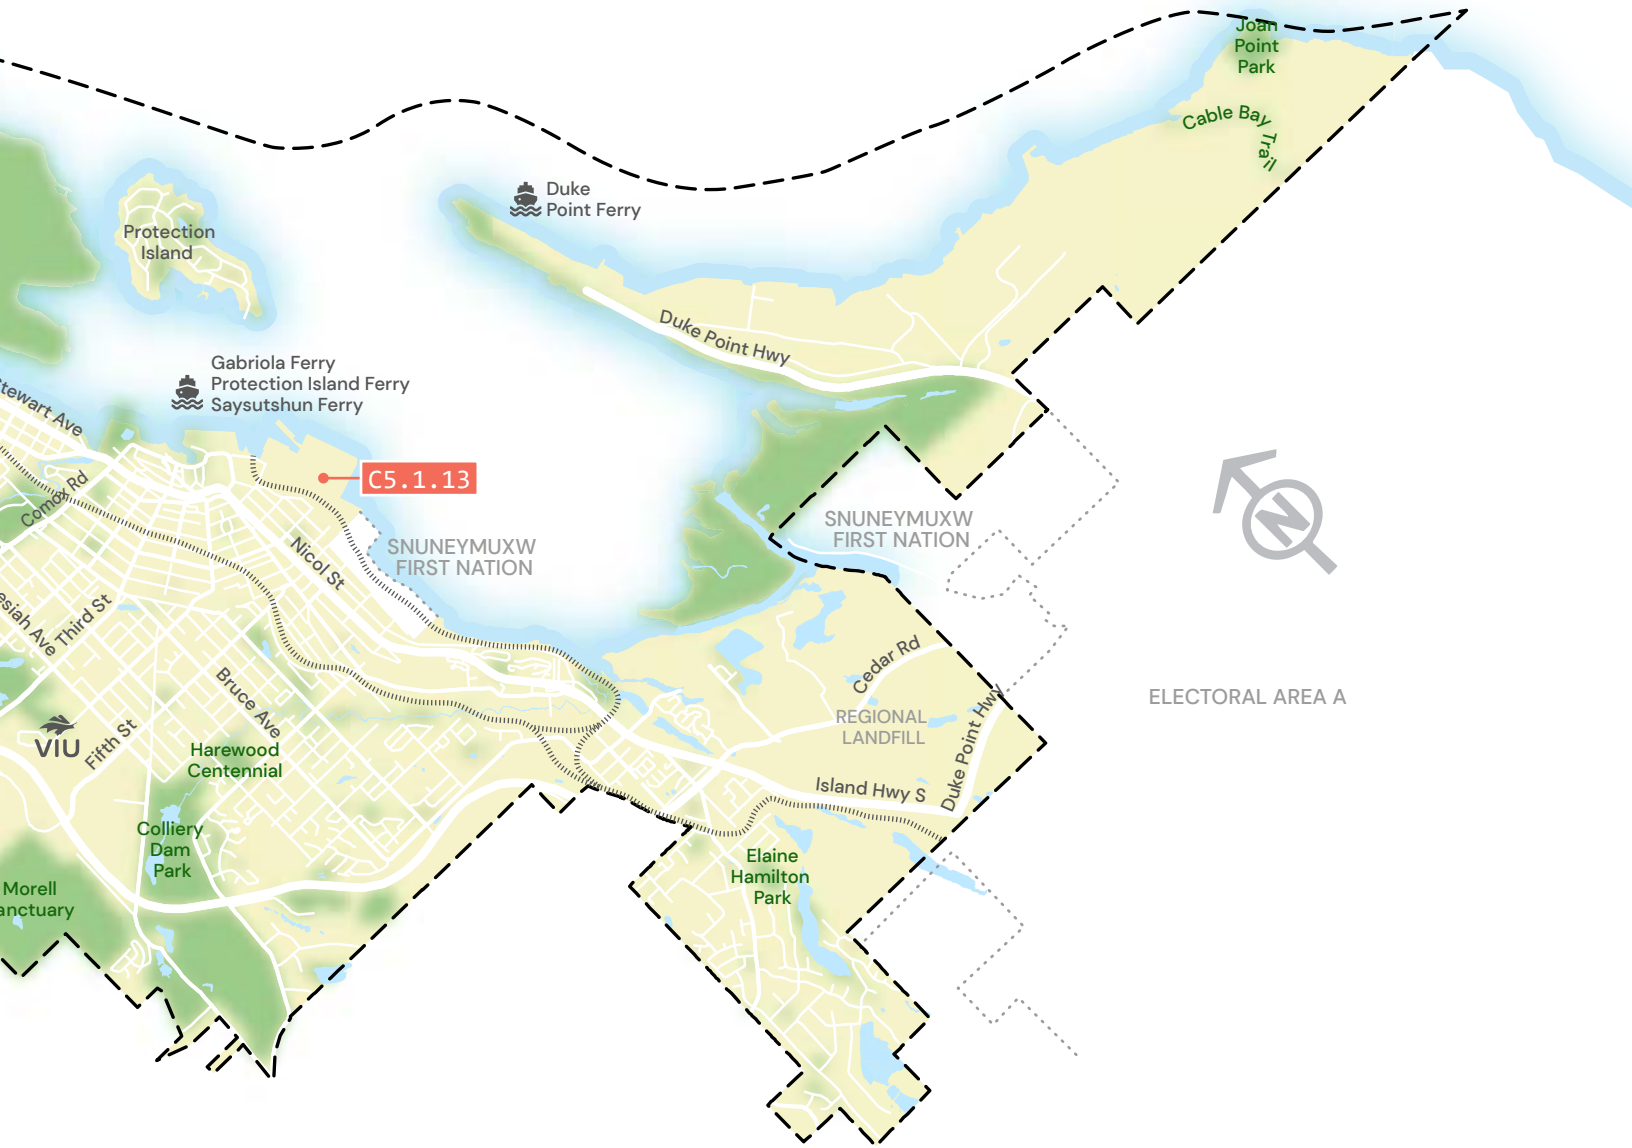 Joan
Point
Park
Cable Bay Trail
Duke
Point Ferry
Protection
Island
Duke Point Hwy
Gabriola Ferry
Protection Island Ferry
Saysutshun Ferry
Stewart Ave
C5.1.13
Comox Rd
N
SNUNEYMUXW
FIRST NATION
SNUNEYMUXW
FIRST NATION
Nicol St
esiah Ave
Third St
Cedar Rd
Bruce Ave
ELECTORAL AREA A
Duke Point Hwy
REGIONAL
LANDFILL
VIU
Fifth St
Harewood
Centennial
Island Hwy S
Colliery
Dam
Park
Elaine
Hamilton
Park
Morell
anctuary